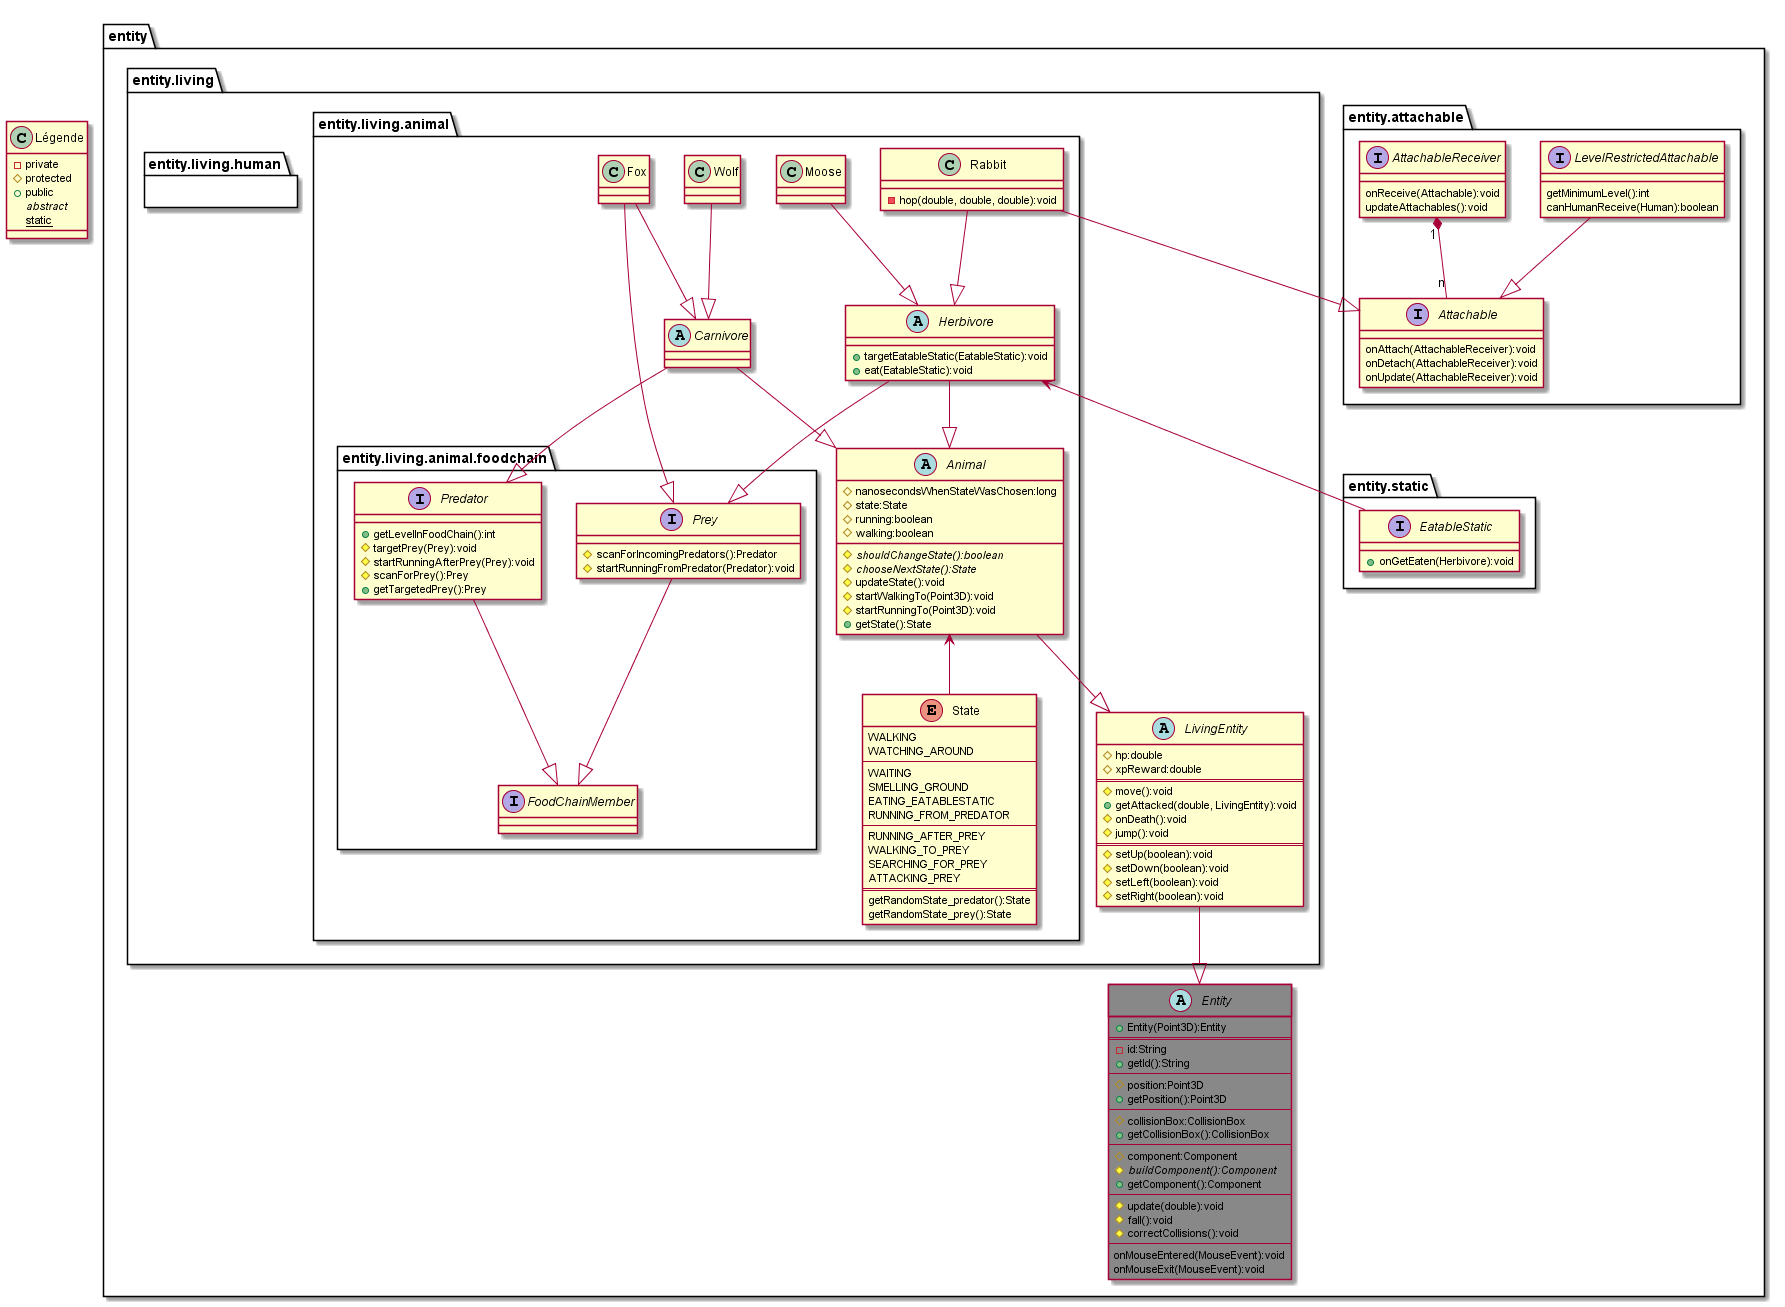 entity
entity.living
C Légende
private
protected
public
abstract
static
entity.living.human
entity.living.animal
C Fox
C Wolf
C Moose
C Rabbit
hop(double, double, double):void
A Carnivore
A Herbivore
targetEatableStatic(EatableStatic):void
eat(EatableStatic):void
entity.living.animal.foodchain
I Predator
getLevelInFoodChain():int
targetPrey(Prey):void
startRunningAfterPrey(Prey):void
scanForPrey():Prey
getTargetedPrey():Prey
I Prey
scanForIncomingPredators():Predator
startRunningFromPredator(Predator):void
I FoodChainMember
A Animal
nanosecondsWhenStateWasChosen:long
state:State
running:boolean
walking:boolean
shouldChangeState():boolean
chooseNextState():State
updateState():void
startWalkingTo(Point3D):void
startRunningTo(Point3D):void
getState():State
E State
WALKING
WATCHING_AROUND
WAITING
SMELLING_GROUND
EATING_EATABLESTATIC
RUNNING_FROM_PREDATOR
RUNNING_AFTER_PREY
WALKING_TO_PREY
SEARCHING_FOR_PREY
ATTACKING_PREY
getRandomState_predator():State
getRandomState_prey():State
A LivingEntity
hp:double
xpReward:double
move():void
getAttacked(double, LivingEntity):void
onDeath():void
jump():void
setUp(boolean):void
setDown(boolean):void
setLeft(boolean):void
setRight(boolean):void
entity.attachable
I AttachableReceiver
onReceive(Attachable):void
updateAttachables():void
I LevelRestrictedAttachable
getMinimumLevel():int
canHumanReceive(Human):boolean
1
n
I Attachable
onAttach(AttachableReceiver):void
onDetach(AttachableReceiver):void
onUpdate(AttachableReceiver):void
entity.static
I EatableStatic
onGetEaten(Herbivore):void
A Entity
Entity(Point3D):Entity
id:String
getId():String
position:Point3D
getPosition():Point3D
collisionBox:CollisionBox
getCollisionBox():CollisionBox
component:Component
buildComponent():Component
getComponent():Component
update(double):void
fall():void
correctCollisions():void
onMouseEntered(MouseEvent):void
onMouseExit(MouseEvent):void